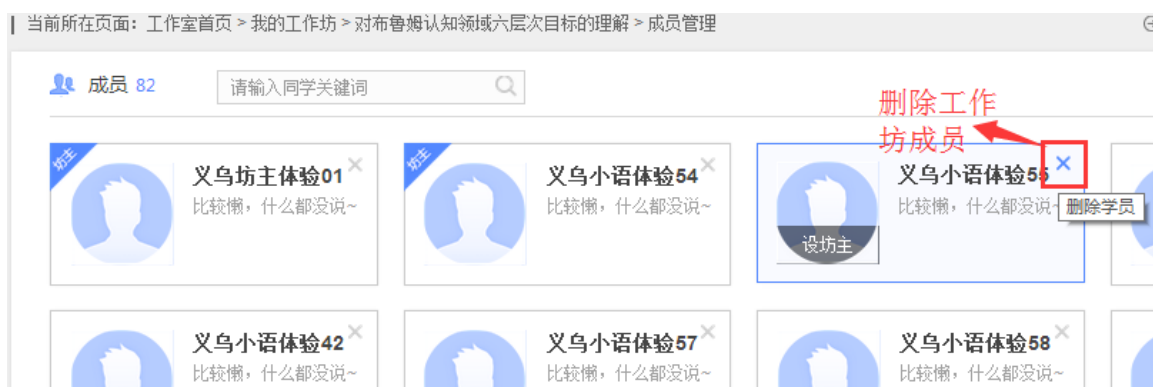 当前所在页面：工作室首页 > 我的工作坊 > 对布鲁姆认知领域六层次目标的理解 > 成员管理
成员 82
请输入同学关键词
删除工作
坊成员
坊主
义乌坊主体验01
比较懒，什么都没说~
坊主
义乌小语体验54
比较懒，什么都没说~
义乌小语体验55
比较懒，什么都没说~
设坊主
删除学员
义乌小语体验42
比较懒，什么都没说~
义乌小语体验57
比较懒，什么都没说~
义乌小语体验58
比较懒，什么都没说~